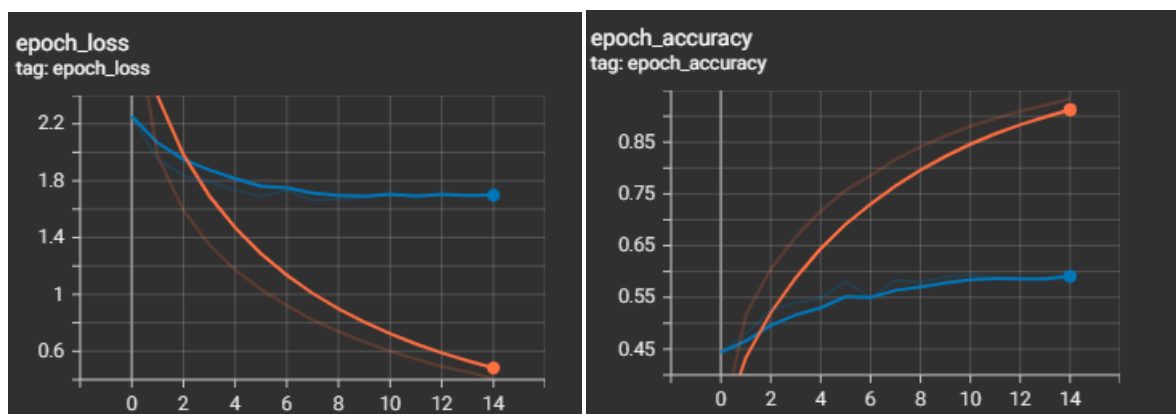 epoch_loss
tag: epoch_loss
2.2
1.8
1.4
1
0.6
0 2 4 6 8 10 12 14
epoch_accuracy
tag: epoch_accuracy
0.85
0.75
0.65
0.55
0.45
0 2 4 6 8 10 12 14